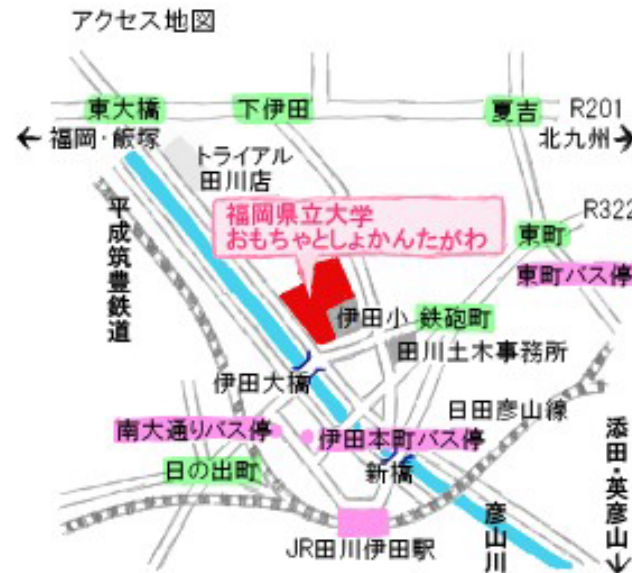 アクセス地図
東大橋
下伊田
夏吉
R201
← 福岡・飯塚
北九州→
トライアル
田川店
平成筑豊鉄道
福岡県立大学
おもちゃとしょかんたがわ
R322
東町
東町バス停
伊田小
鉄砲町
田川土木事務所
伊田大橋
日田彦山線
南大通りバス停
伊田本町バス停
日の出町
新橋
添田・英彦山→
彦山川
JR田川伊田駅